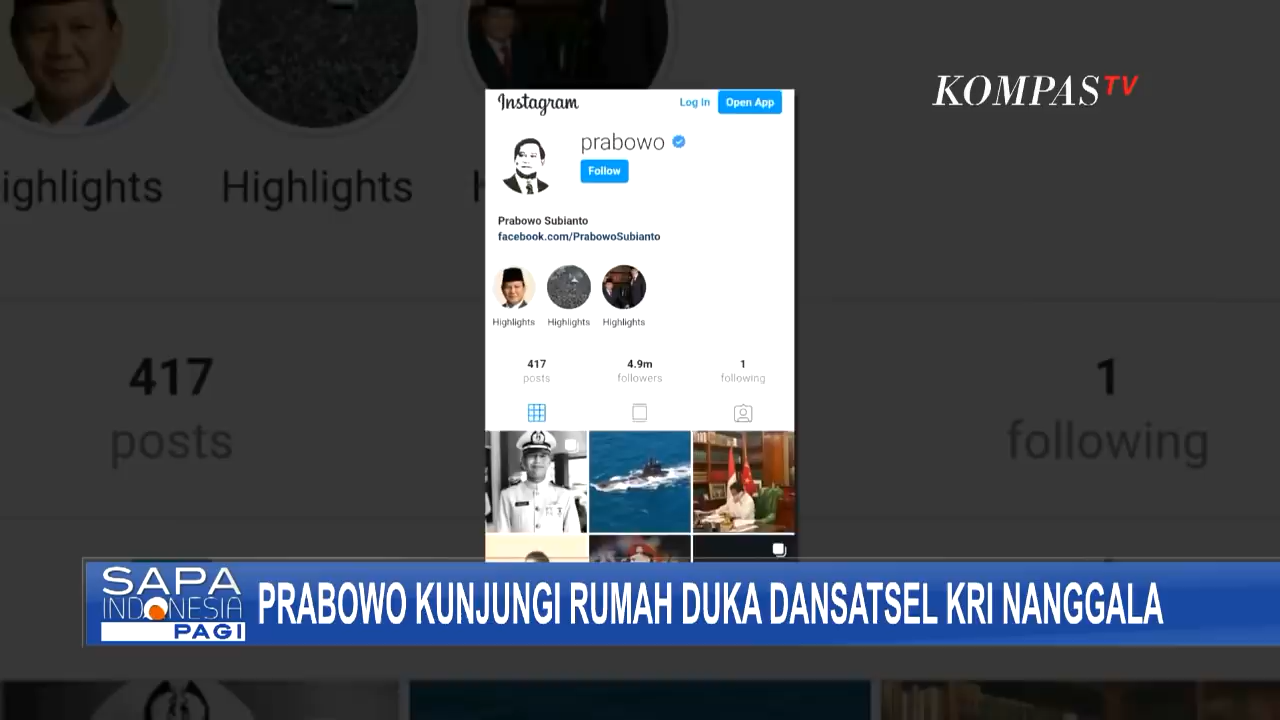 KOMPAS TV
Instagram
Log In
Open App
prabowo
Follow
Prabowo Subianto
facebook.com/PrabowoSubianto
Highlights
Highlights
Highlights
417
posts
4.9m
followers
1
following
ighlights
Highlights
417
posts
1
following
SAPA
INDONESIA
PAGI
PRABOWO KUNJUNGI RUMAH DUKA DANSATSEL KRI NANGGALA